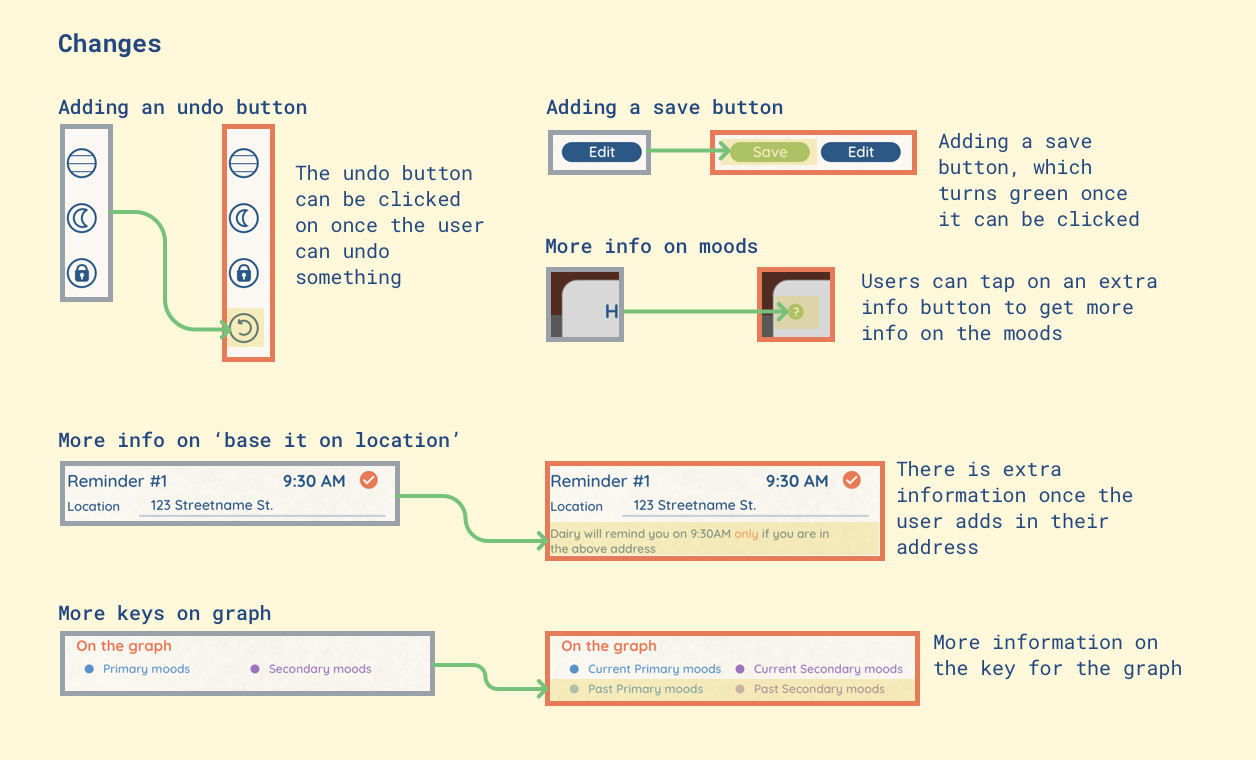 Changes
Adding an undo button
The undo button
can be clicked
on once the user
can undo
something
Adding a save button
Edit
Save
Edit
Adding a save
button, which
turns green once
it can be clicked
More info on moods
H
?
Users can tap on an extra
info button to get more
info on the moods
More info on ‘base it on location’
Reminder #1 9:30 AM
Location 123 Streetname St.
Reminder #1 9:30 AM
Location 123 Streetname St.
Dairy will remind you on 9:30AM only if you are in
the above address
There is extra
information once the
user adds in their
address
More keys on graph
On the graph
Primary moods Secondary moods
On the graph
Current Primary moods Current Secondary moods
Past Primary moods Past Secondary moods
More information on
the key for the graph